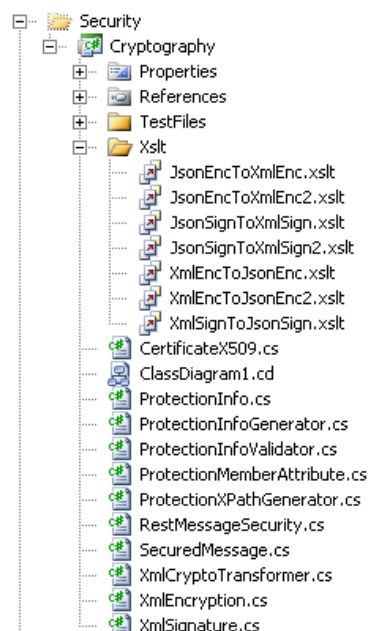 Security
Cryptography
Properties
References
TestFiles
Xslt
JsonEncToXmlEnc.xslt
JsonEncToXmlEnc2.xslt
JsonSignToXmlSign.xslt
JsonSignToXmlSign2.xslt
XmlEncToJsonEnc.xslt
XmlEncToJsonEnc2.xslt
XmlSignToJsonSign.xslt
CertificateX509.cs
ClassDiagram1.cd
ProtectionInfo.cs
ProtectionInfoGenerator.cs
ProtectionInfoValidator.cs
ProtectionMemberAttribute.cs
ProtectionXPathGenerator.cs
RestMessageSecurity.cs
SecuredMessage.cs
XmlCryptoTransformer.cs
XmlEncryption.cs
XmlSignature.cs